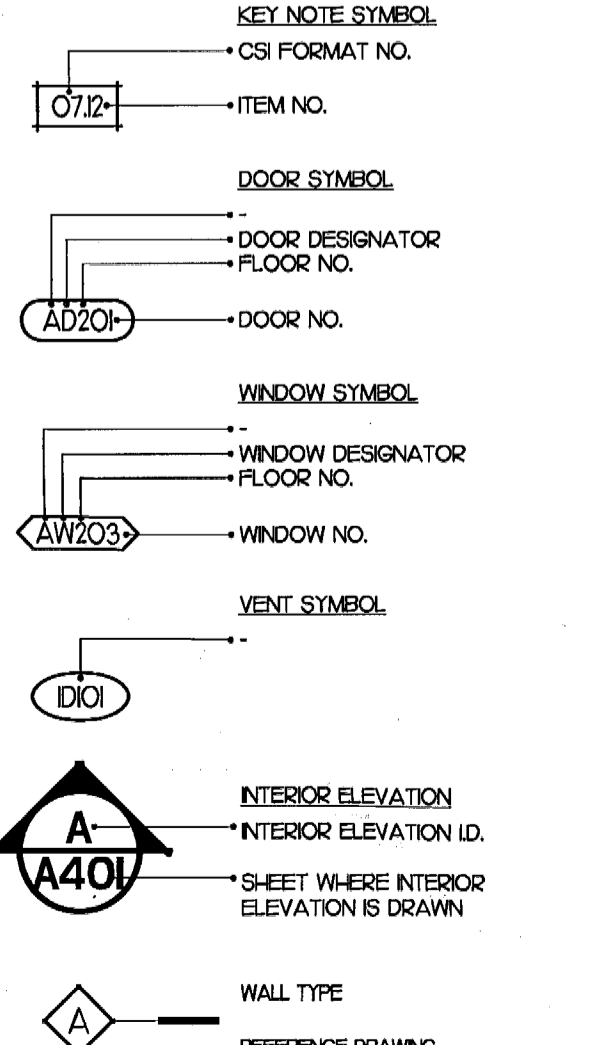 KEY NOTE SYMBOL
CSI FORMAT NO.
07.12
ITEM NO.
DOOR SYMBOL
-
DOOR DESIGNATOR
FLOOR NO.
AD201
DOOR NO.
WINDOW SYMBOL
-
WINDOW DESIGNATOR
FLOOR NO.
AW203
WINDOW NO.
VENT SYMBOL
-
ID101
INTERIOR ELEVATION
A
INTERIOR ELEVATION I.D.
A401
SHEET WHERE INTERIOR
ELEVATION IS DRAWN
WALL TYPE
A
REFERENCE DRAWING